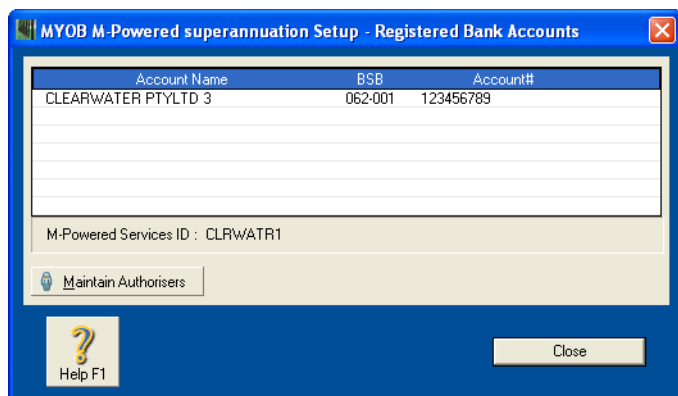 MYOB M-Powered superannuation Setup - Registered Bank Accounts
Account Name BSB Account#
CLEARWATER PTYLTD 3 062-001 123456789
M-Powered Services ID : CLRWATR1
Maintain Authorisers
Help F1
Close